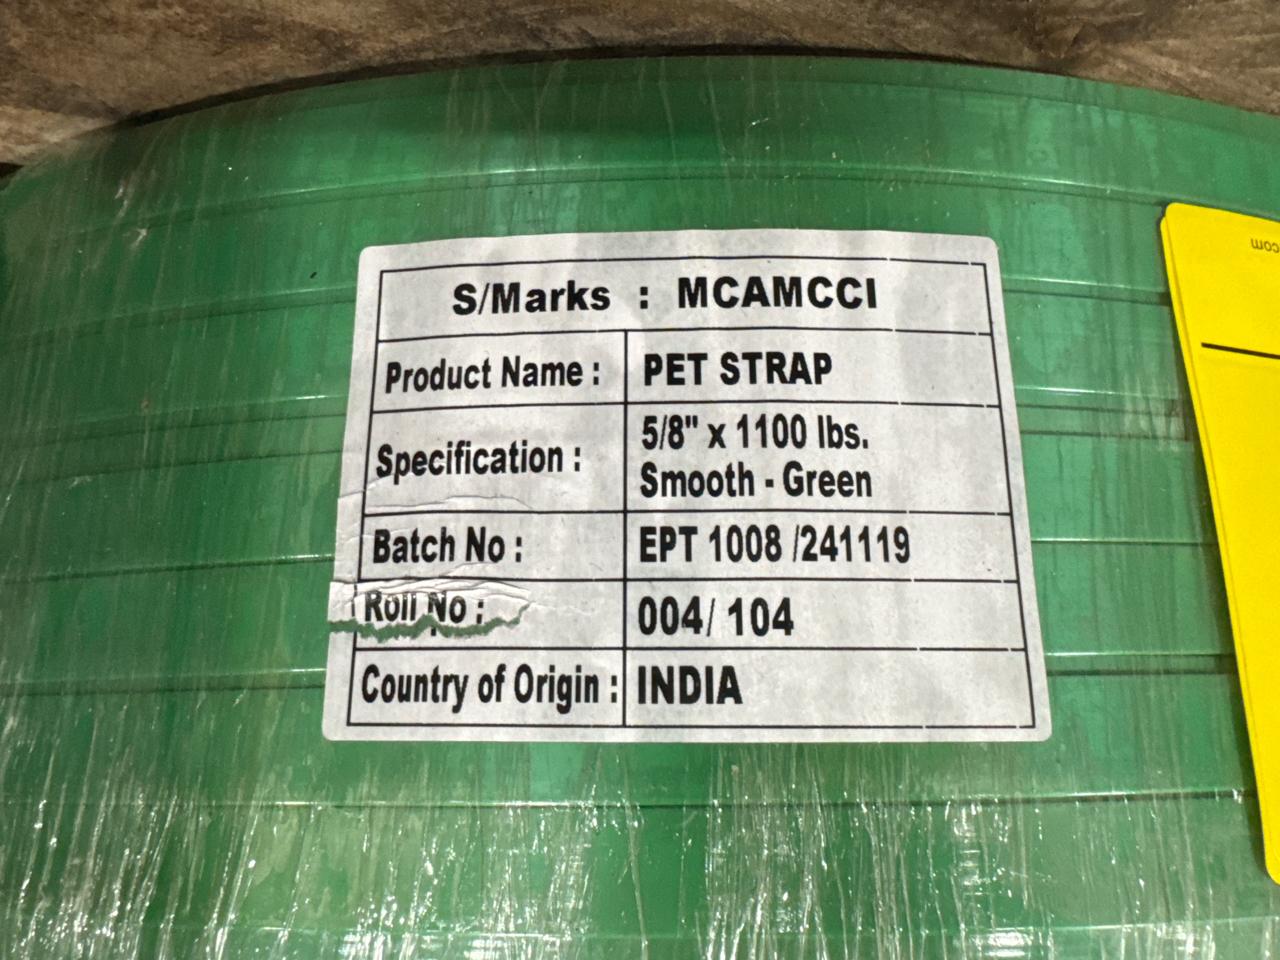 S/Marks : MCAMCCI
Product Name : PET STRAP
Specification : 5/8" x 1100 lbs.
Smooth - Green
Batch No : EPT 1008 /241119
Roll No : 004/ 104
Country of Origin : INDIA
com